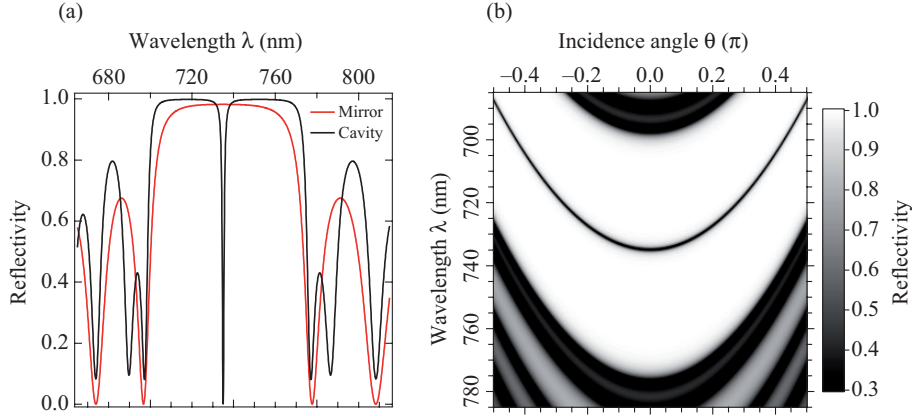 (a)
Wavelength λ (nm)
680 720 760 800
1.0
0.8
0.6
0.4
0.2
0.0
Reflectivity
Mirror
Cavity
(b)
Incidence angle θ (π)
−0.4 −0.2 0.0 0.2 0.4
700
720
740
760
780
Wavelength λ (nm)
1.0
0.9
0.8
0.7
0.6
0.5
0.4
0.3
Reflectivity